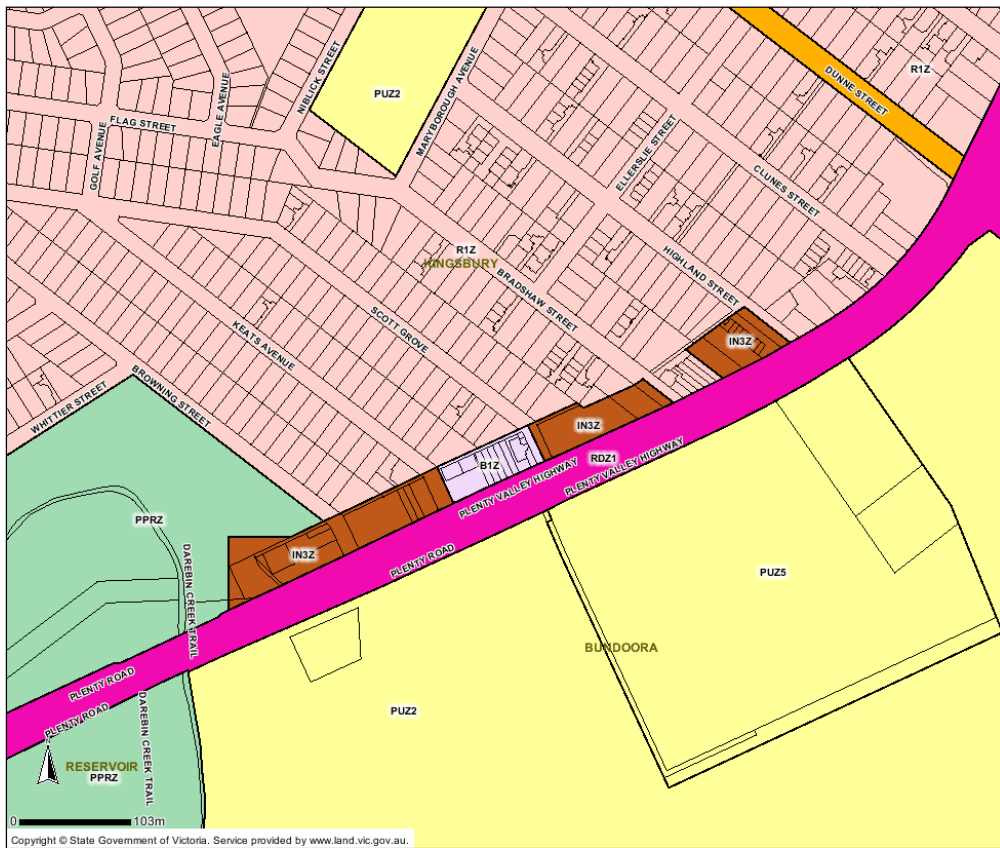 PUZ2
NIBLICK STREET
MARYBOROUGH AVENUE
EAGLE AVENUE
FLAG STREET
GOLF AVENUE
DUNNE STREET
R1Z
ELLERSLIE STREET
CLUNES STREET
R1Z
KINGSBURY
HIGHLAND STREET
BRADSHAW STREET
SCOTT GROVE
KEATS AVENUE
BROWNING STREET
WHITTIER STREET
IN3Z
IN3Z
B1Z
RDZ1
PLENTY VALLEY HIGHWAY
PLENTY VALLEY HIGHWAY
PPRZ
IN3Z
PLENTY ROAD
DAREBIN CREEK TRAIL
PUZ5
BUNDOORA
PUZ2
PLENTY ROAD
PLENTY ROAD
DAREBIN CREEK TRAIL
RESERVOIR
PPRZ
0 103m
Copyright © State Government of Victoria. Service provided by www.land.vic.gov.au.